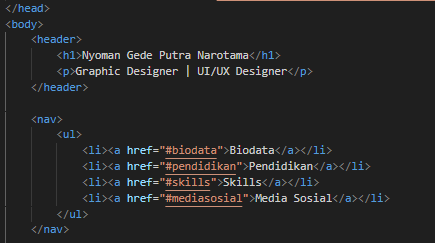 </head>
<body>
<header>
<h1>Nyoman Gede Putra Narotama</h1>
<p>Graphic Designer | UI/UX Designer</p>
</header>
<nav>
<ul>
<li><a href="#biodata">Biodata</a></li>
<li><a href="#pendidikan">Pendidikan</a></li>
<li><a href="#skills">Skills</a></li>
<li><a href="#mediasosial">Media Sosial</a></li>
</ul>
</nav>